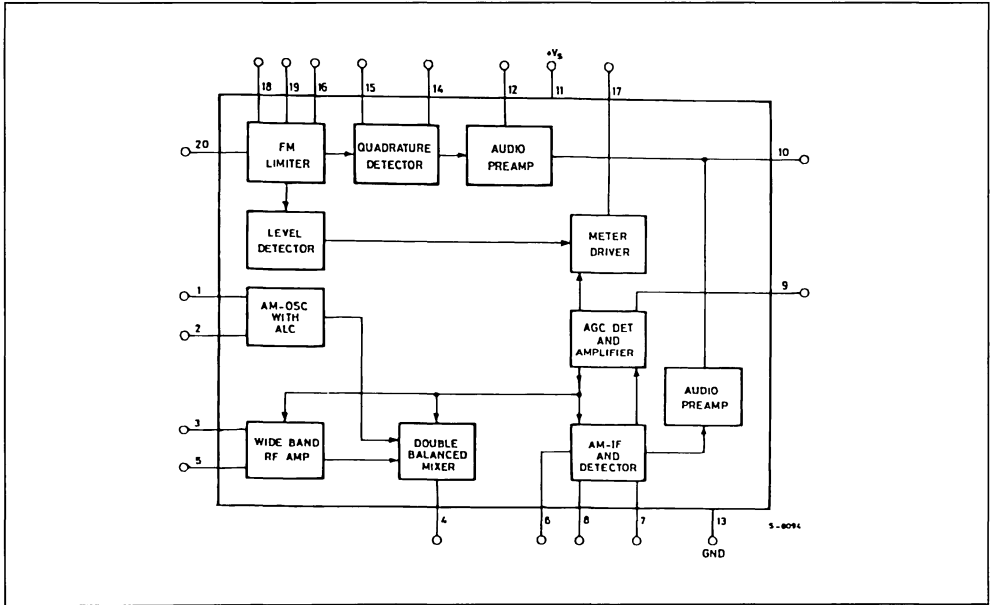 +Vs
18 19 16 15 14 12 11 17
20
FM
LIMITER
QUADRATURE
DETECTOR
AUDIO
PREAMP
10
LEVEL
DETECTOR
METER
DRIVER
1
AM-OSC
WITH
ALC
2
9
AGC DET
AND
AMPLIFIER
AUDIO
PREAMP
3
WIDE BAND
RF AMP
5
DOUBLE
BALANCED
MIXER
AM-IF
AND
DETECTOR
4
6
8
7
13
S-8094
GND